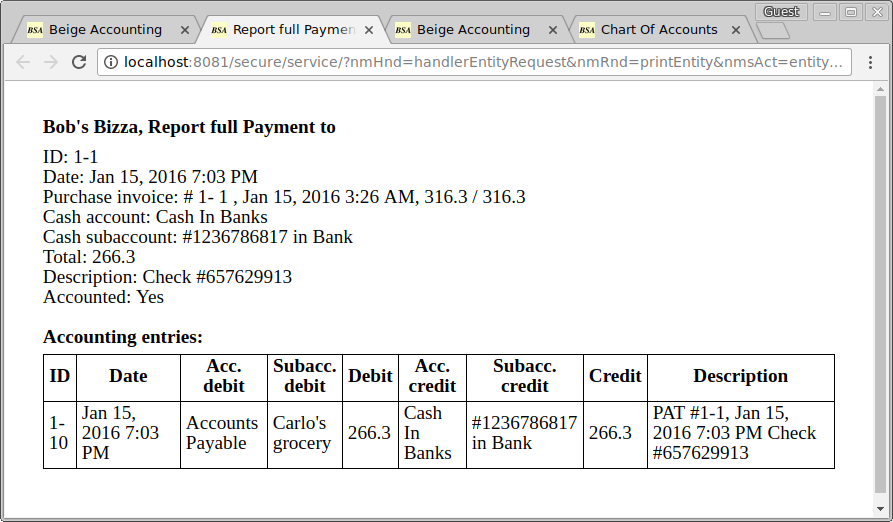 Guest
BSA Beige Accounting
BSA Report full Paymen
BSA Beige Accounting
BSA Chart Of Accounts
localhost:8081/secure/service/?nmHnd=handlerEntityRequest&nmRnd=printEntity&nmsAct=entity...
Bob's Bizza, Report full Payment to
ID: 1-1
Date: Jan 15, 2016 7:03 PM
Purchase invoice: # 1- 1 , Jan 15, 2016 3:26 AM, 316.3 / 316.3
Cash account: Cash In Banks
Cash subaccount: #1236786817 in Bank
Total: 266.3
Description: Check #657629913
Accounted: Yes
Accounting entries:
ID
Date
Acc.
debit
Subacc.
debit
Debit
Acc.
credit
Subacc.
credit
Credit
Description
1-
10
Jan 15,
2016 7:03
PM
Accounts
Payable
Carlo's
grocery
266.3
Cash
In
Banks
#1236786817
in Bank
266.3
PAT #1-1, Jan 15,
2016 7:03 PM Check
#657629913